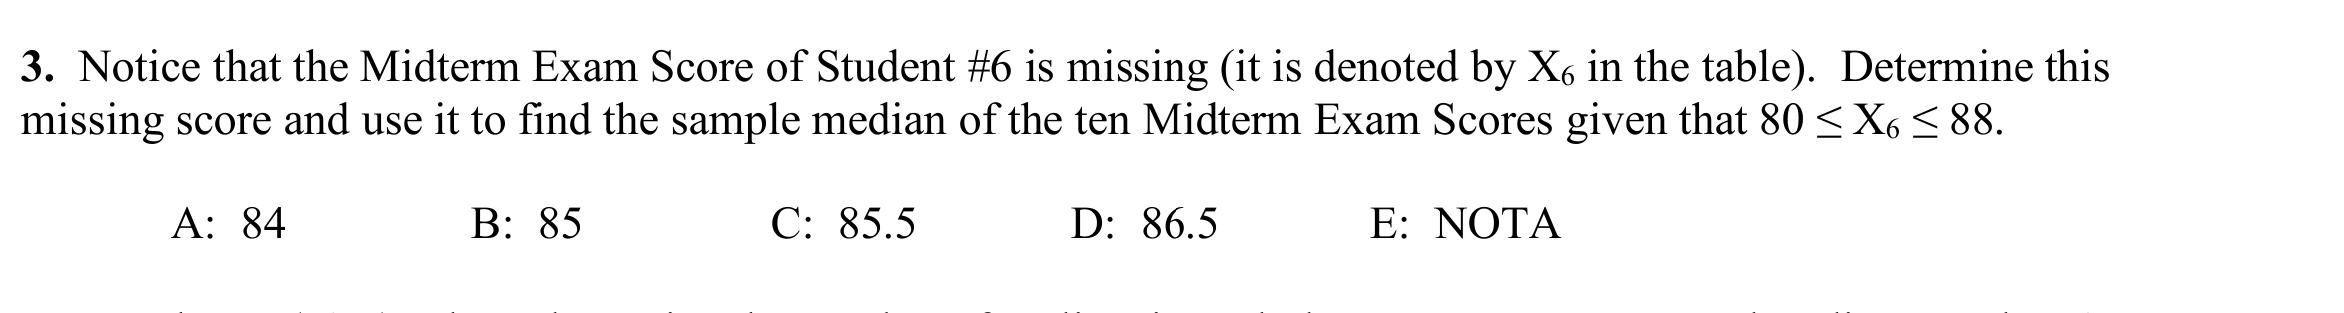 3. Notice that the Midterm Exam Score of Student #6 is missing (it is denoted by X₆ in the table). Determine this
missing score and use it to find the sample median of the ten Midterm Exam Scores given that 80 ≤ X₆ ≤ 88.
A: 84 B: 85 C: 85.5 D: 86.5 E: NOTA